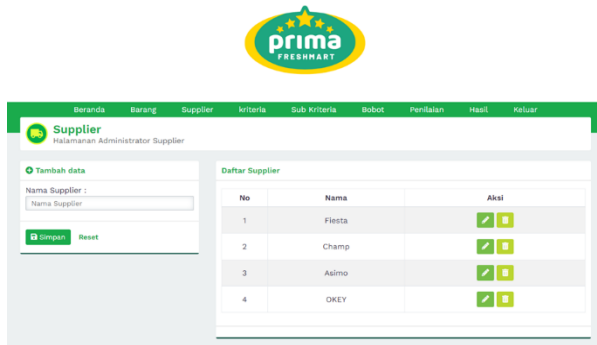 prima
FRESHMART
Beranda Barang Supplier kriteria Sub Kriteria Bobot Penilaian Hasil Keluar
Supplier
Halamanan Administrator Supplier
Tambah data
Nama Supplier :
Nama Supplier
Simpan Reset
Daftar Supplier
No Nama Aksi
1 Fiesta
2 Champ
3 Asimo
4 OKEY